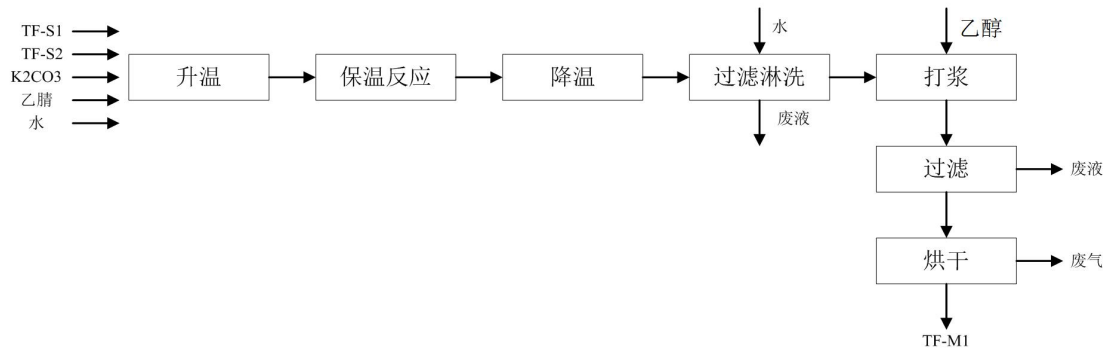 TF-S1
TF-S2
K2CO3
乙腈
水
升温
保温反应
降温
水
过滤淋洗
废液
乙醇
打浆
过滤
废液
烘干
废气
TF-M1